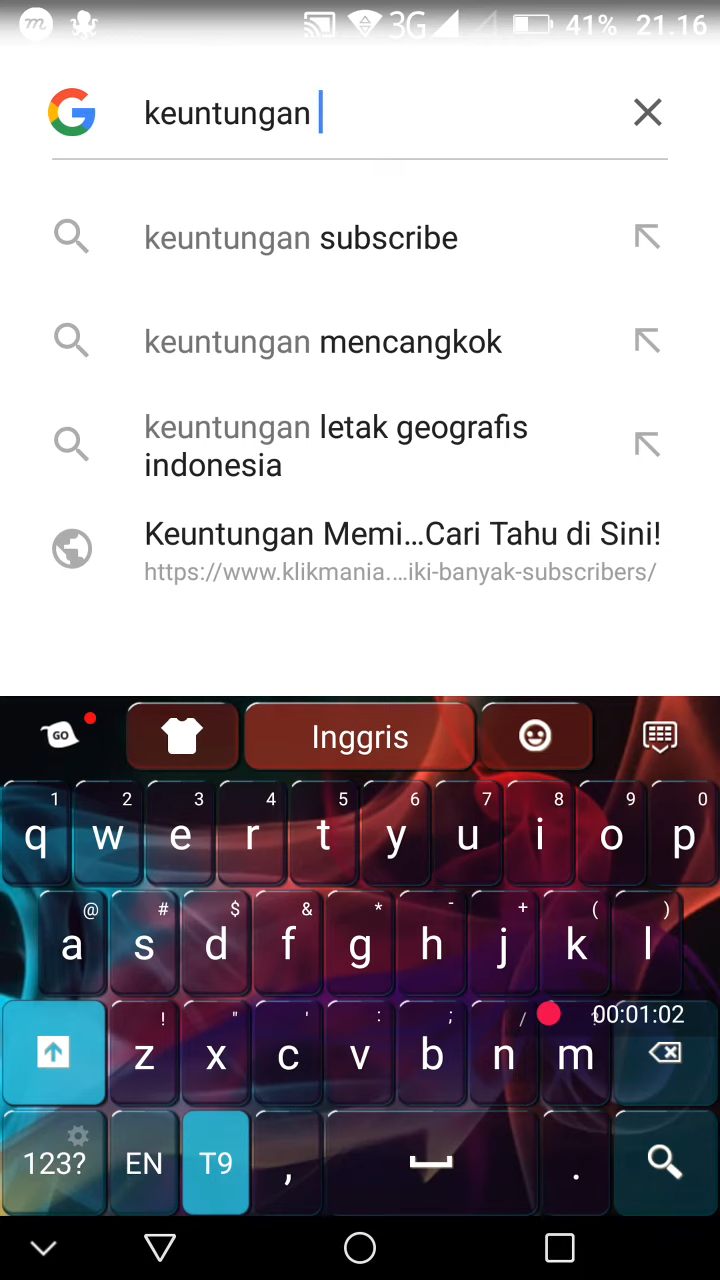 m 3G 41% 21.16
keuntungan
keuntungan subscribe
keuntungan mencangkok
keuntungan letak geografis
indonesia
Keuntungan Memi...Cari Tahu di Sini!
https://www.klikmania....iki-banyak-subscribers/
GO Inggris
1 2 3 4 5 6 7 8 9 0
q w e r t y u i o p
@ # $ & * - + ( )
a s d f g h j k l
! " ' : ; / 00:01:02
z x c v b n m
123? EN T9 , .